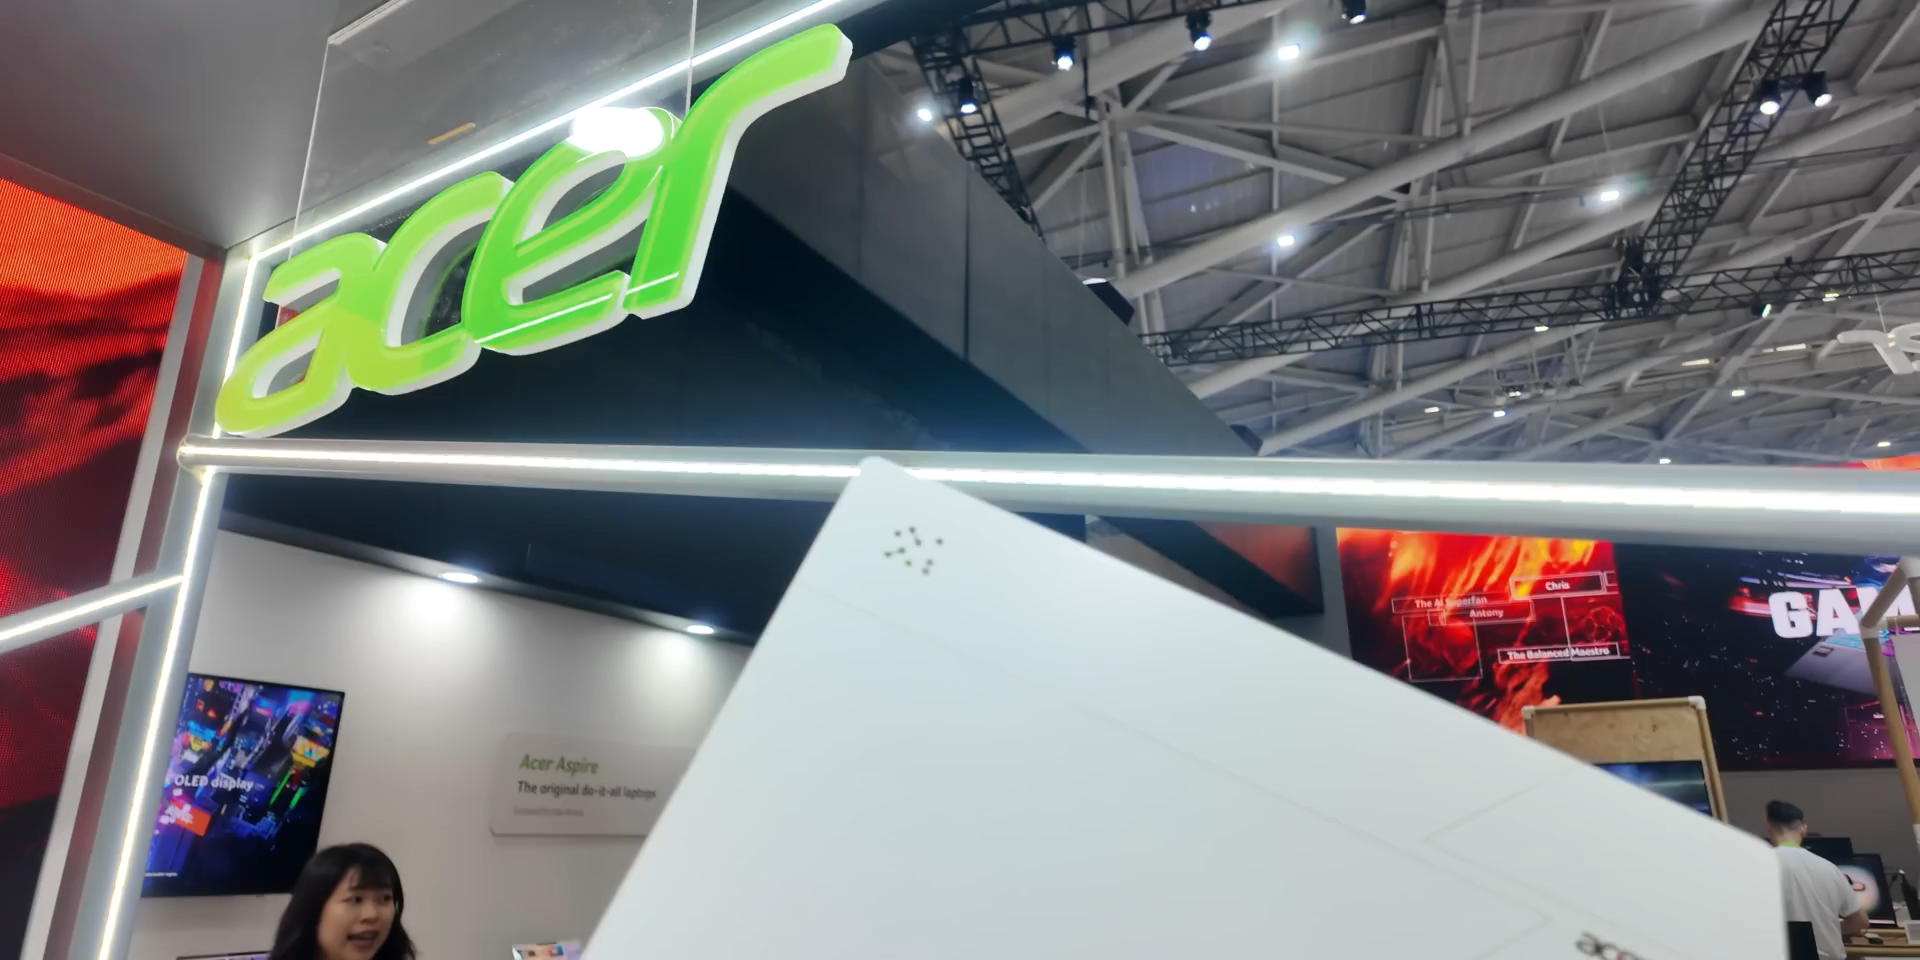 acer
Chris
The AI Superfan
Antony
The Balanced Maestro
GAM
OLED display
Acer Aspire
The original do-it-all laptops
acer